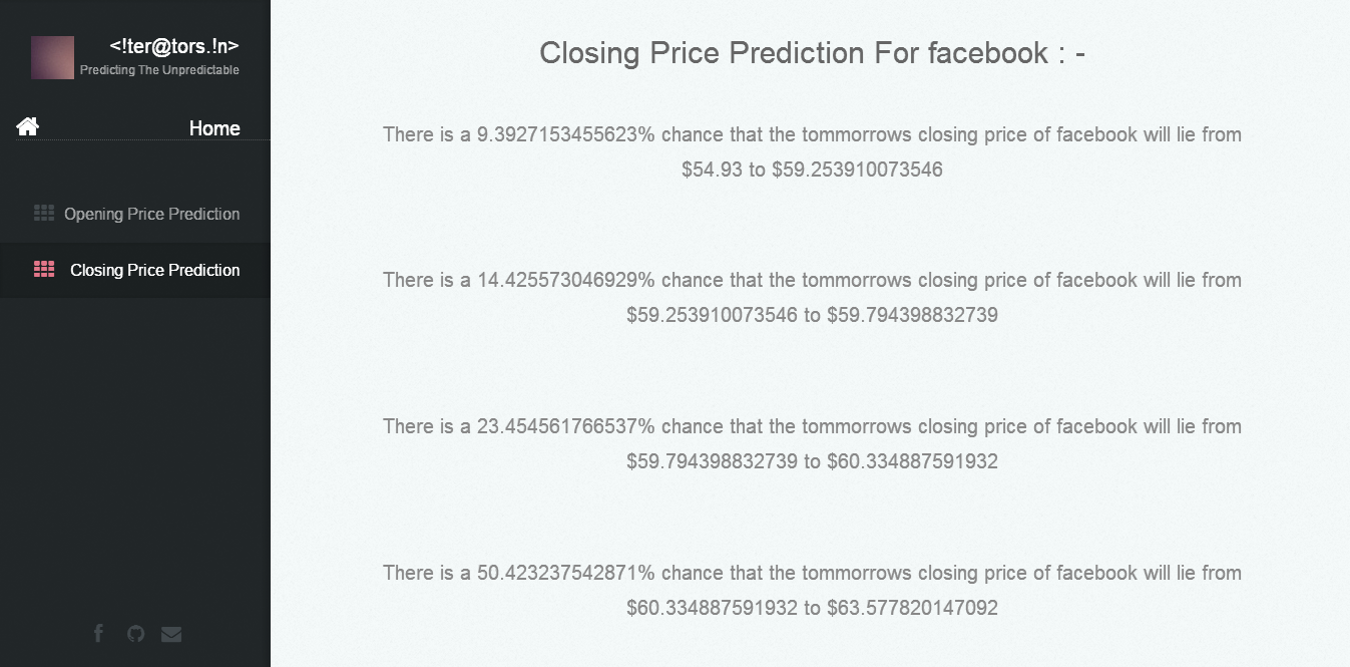 <!ter@tors.!n>
Predicting The Unpredictable
Home
Opening Price Prediction
Closing Price Prediction
Closing Price Prediction For facebook : -
There is a 9.3927153455623% chance that the tommorrows closing price of facebook will lie from
$54.93 to $59.253910073546
There is a 14.425573046929% chance that the tommorrows closing price of facebook will lie from
$59.253910073546 to $59.794398832739
There is a 23.454561766537% chance that the tommorrows closing price of facebook will lie from
$59.794398832739 to $60.334887591932
There is a 50.423237542871% chance that the tommorrows closing price of facebook will lie from
$60.334887591932 to $63.577820147092